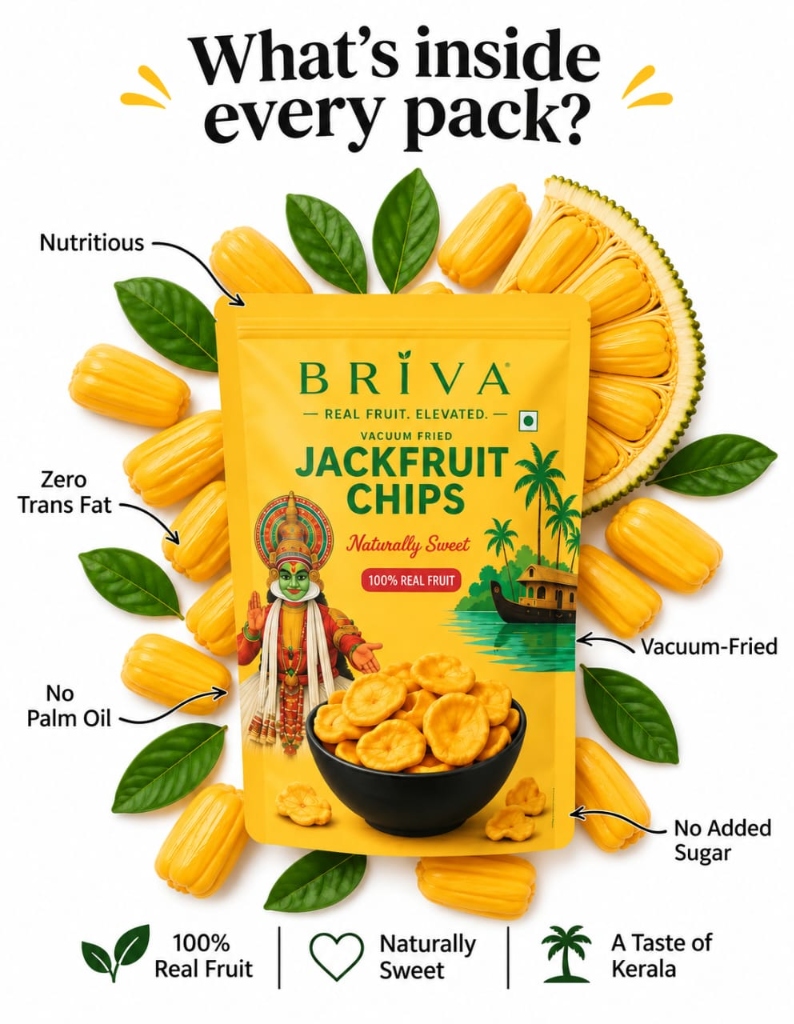 What's inside
every pack?
Nutritious
BRIVA®
— REAL FRUIT. ELEVATED. —
VACUUM FRIED
JACKFRUIT
CHIPS
Naturally Sweet
100% REAL FRUIT
Zero
Trans Fat
Vacuum-Fried
No
Palm Oil
No Added
Sugar
100%
Real Fruit
Naturally
Sweet
A Taste of
Kerala